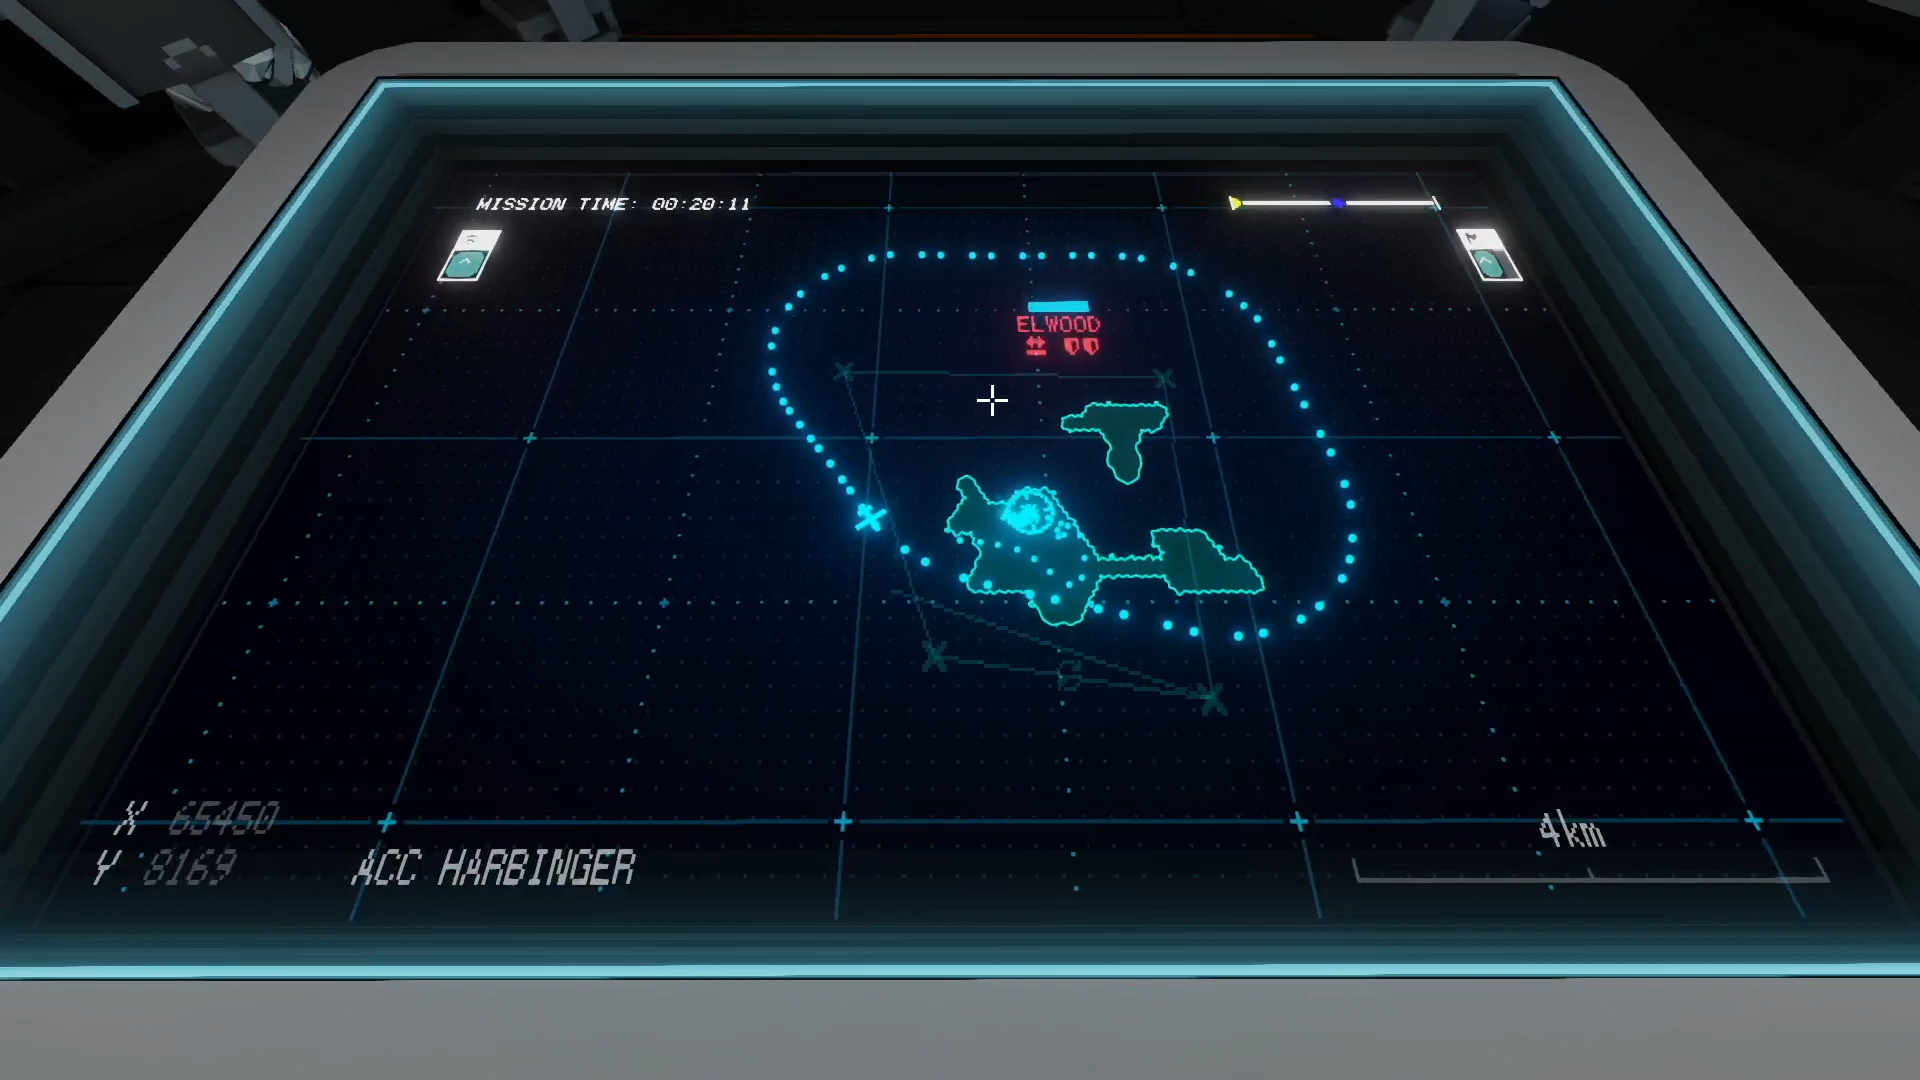 MISSION TIME: 00:20:11
ELWOOD
X 65450
4km
Y 8169
ACC HARBINGER